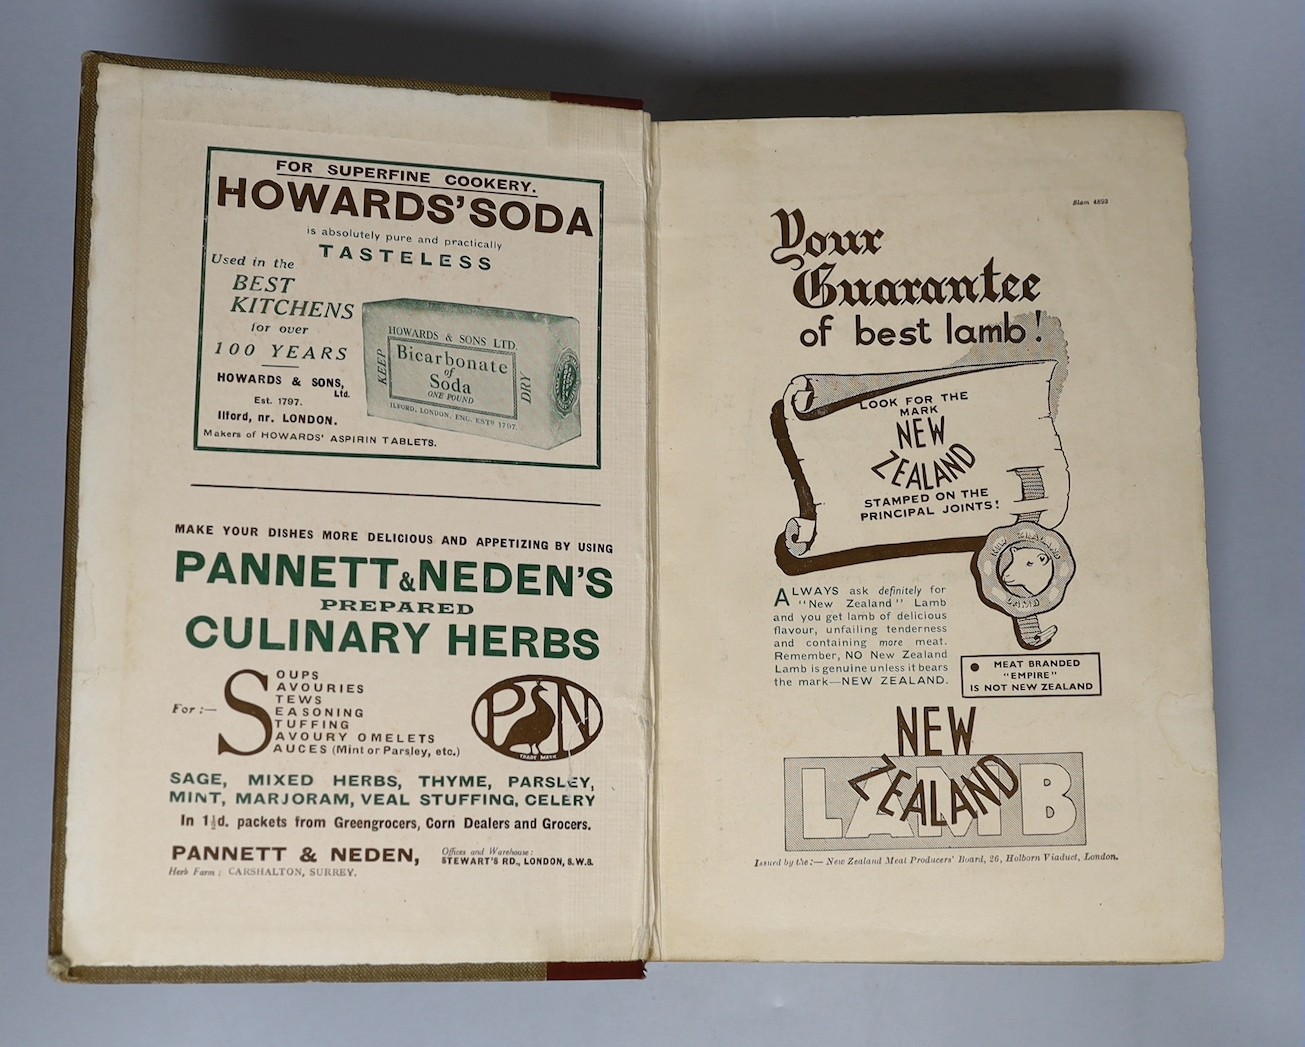 FOR SUPERFINE COOKERY.
HOWARDS' SODA
is absolutely pure and practically
TASTELESS
Used in the
BEST
KITCHENS
for over
100 YEARS
HOWARDS & SONS,
Ltd.
Est. 1797.
Ilford, nr. LONDON.
Makers of HOWARDS' ASPIRIN TABLETS.
HOWARDS & SONS LTD.
KEEP
Bicarbonate
of
Soda
ONE POUND
DRY
ILFORD, LONDON, ENG. ESTD 1797.
MAKE YOUR DISHES MORE DELICIOUS AND APPETIZING BY USING
PANNETT & NEDEN'S
PREPARED
CULINARY HERBS
For :—
SOUPS
SAVOURIES
STEWS
SEASONING
STUFFING
SAVOURY OMELETS
SAUCES (Mint or Parsley, etc.)
P N
TRADE MARK
SAGE, MIXED HERBS, THYME, PARSLEY,
MINT, MARJORAM, VEAL STUFFING, CELERY
In 1½d. packets from Greengrocers, Corn Dealers and Grocers.
PANNETT & NEDEN,
Offices and Warehouse:
STEWART'S RD., LONDON, S.W.8.
Herb Farm: CARSHALTON, SURREY.
Your
Guarantee
of best lamb!
LOOK FOR THE
MARK
NEW
ZEALAND
STAMPED ON THE
PRINCIPAL JOINTS!
NEW ZEALAND
LAMB
ALWAYS ask definitely for
"New Zealand" Lamb
and you get lamb of delicious
flavour, unfailing tenderness
and containing more meat.
Remember, NO New Zealand
Lamb is genuine unless it bears
the mark—NEW ZEALAND.
● MEAT BRANDED
"EMPIRE"
IS NOT NEW ZEALAND
NEW
ZEALAND
LAMB
Issued by the :— New Zealand Meat Producers' Board, 26, Holborn Viaduct, London.